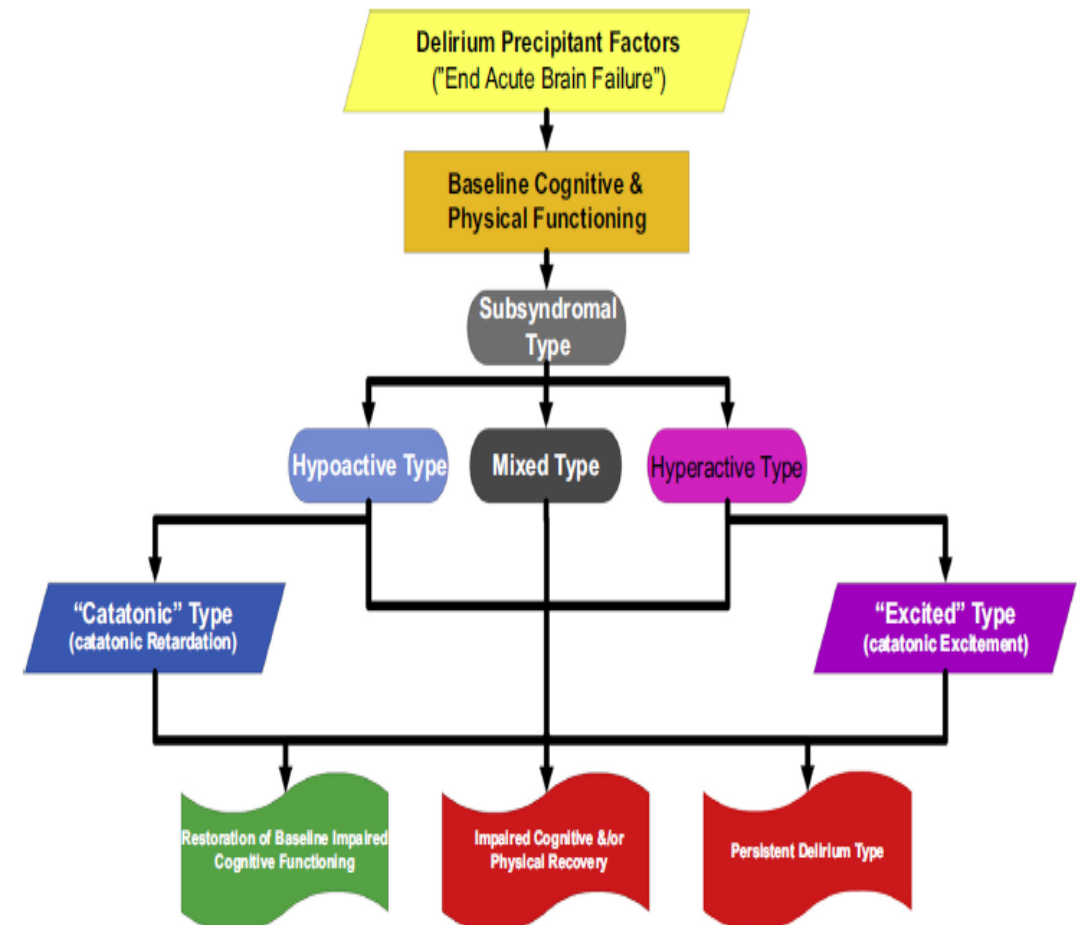 Delirium Precipitant Factors
("End Acute Brain Failure")
Baseline Cognitive &
Physical Functioning
Subsyndromal
Type
Hypoactive Type
Mixed Type
Hyperactive Type
“Catatonic” Type
(catatonic Retardation)
“Excited” Type
(catatonic Excitement)
Restoration of Baseline Impaired
Cognitive Functioning
Impaired Cognitive &/or
Physical Recovery
Persistent Delirium Type